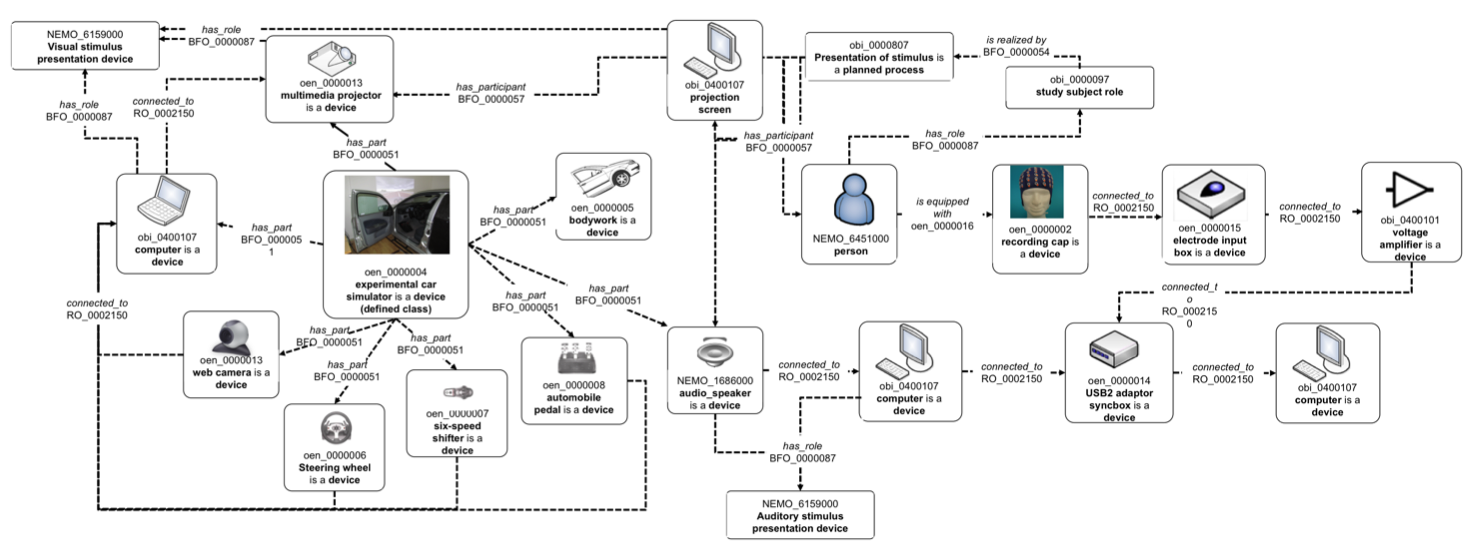 NEMO_6159000
Visual stimulus
presentation device
has_role
BFO_0000087
oen_0000013
multimedia projector
is a device
has_participant
BFO_0000057
obi_0400107
projection
screen
obi_0000807
Presentation of stimulus is
a planned process
is realized by
BFO_0000054
obi_0000097
study subject role
has_role
BFO_0000087
connected_to
RO_0002150
has_part
BFO_0000051
has_participant
BFO_0000057
has_role
BFO_0000087
obi_0400107
computer is a
device
has_part
BFO_000005
1
oen_0000004
experimental car
simulator is a device
(defined class)
has_part
BFO_0000051
oen_0000005
bodywork is a
device
NEMO_6451000
person
is equipped
with
oen_0000016
oen_0000002
recording cap is
a device
connected_to
RO_0002150
oen_0000015
electrode input
box is a device
connected_to
RO_0002150
obi_0400101
voltage
amplifier is a
device
connected_to
RO_0002150
has_part
BFO_0000051
has_part
BFO_0000051
connected_t
o
RO_000215
0
oen_0000013
web camera is a
device
has_part
BFO_0000051
has_part
BFO_0000051
has_part
BFO_0000051
oen_0000006
Steering wheel
is a device
oen_0000007
six-speed
shifter is a
device
oen_0000008
automobile
pedal is a device
NEMO_1686000
audio_speaker
is a device
connected_to
RO_0002150
obi_0400107
computer is a
device
connected_to
RO_0002150
oen_0000014
USB2 adaptor
syncbox is a
device
connected_to
RO_0002150
obi_0400107
computer is a
device
has_role
BFO_0000087
NEMO_6159000
Auditory stimulus
presentation device